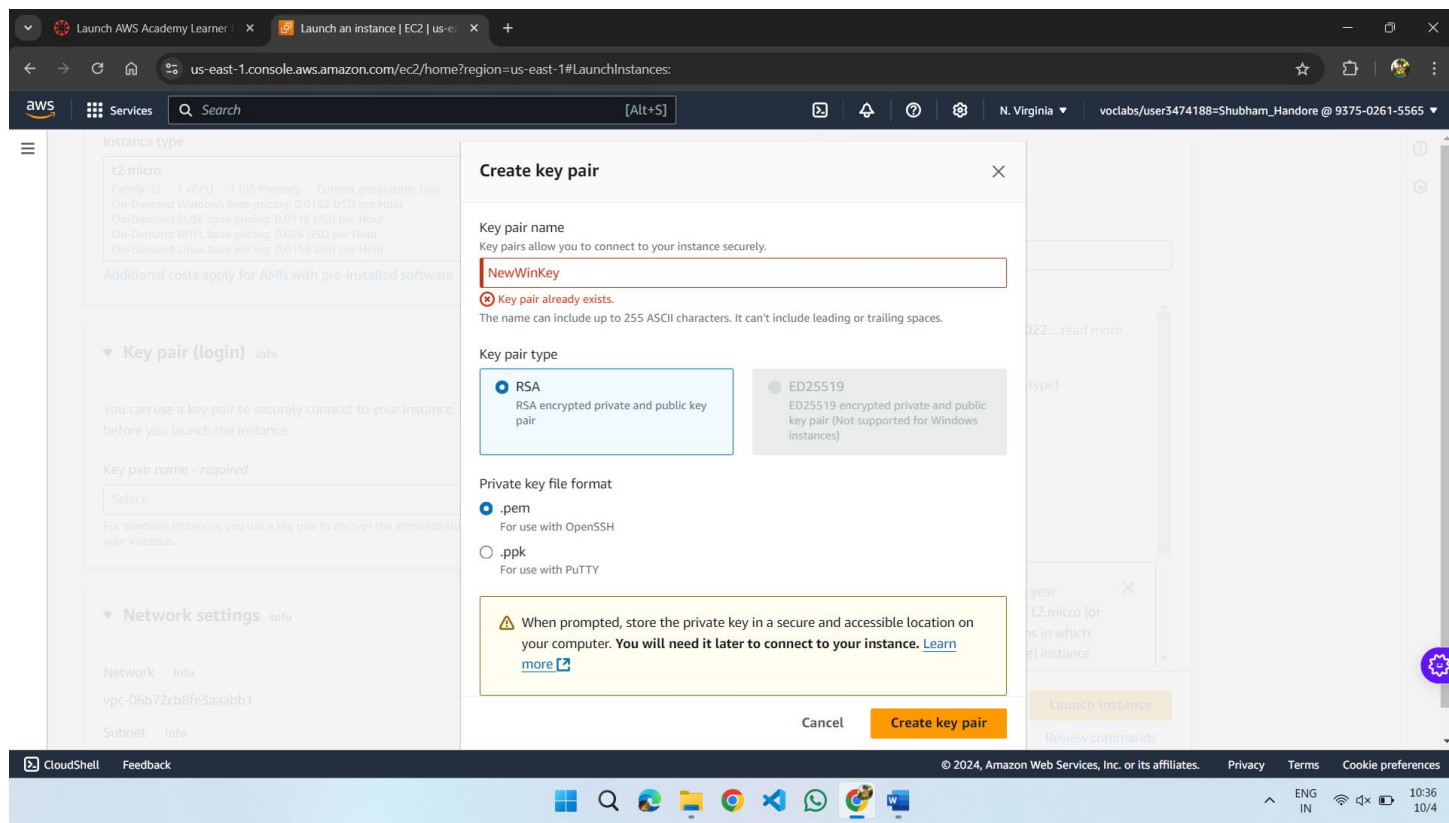 Launch AWS Academy Learner
Launch an instance | EC2 | us-ea
us-east-1.console.aws.amazon.com/ec2/home?region=us-east-1#LaunchInstances:
aws
Services
Search
[Alt+S]
N. Virginia
voclabs/user3474188=Shubham_Handore @ 9375-0261-5565
Instance type
t2.micro
Family: t2 1 vCPU 1 GiB Memory Current generation: true
On-Demand Windows base pricing: 0.0162 USD per Hour
On-Demand SUSE base pricing: 0.0116 USD per Hour
On-Demand RHEL base pricing: 0.026 USD per Hour
On-Demand Linux base pricing: 0.0116 USD per Hour
Additional costs apply for AMIs with pre-installed software
Key pair (login) Info
You can use a key pair to securely connect to your instance.
before you launch the instance.
Key pair name - required
Select
For Windows instances, you use a key pair to decrypt the administrato
your instance.
Network settings Info
Network Info
vpc-06b72cb8fe3aaabb1
Subnet Info
Create key pair
Key pair name
Key pairs allow you to connect to your instance securely.
NewWinKey
Key pair already exists.
The name can include up to 255 ASCII characters. It can't include leading or trailing spaces.
Key pair type
RSA
RSA encrypted private and public key
pair
ED25519
ED25519 encrypted private and public
key pair (Not supported for Windows
instances)
Private key file format
.pem
For use with OpenSSH
.ppk
For use with PuTTY
When prompted, store the private key in a secure and accessible location on
your computer. You will need it later to connect to your instance. Learn
more
Cancel
Create key pair
022 ...read more
type)
year
t2.micro (or
ns in which
e) instance
Launch instance
Review commands
CloudShell
Feedback
© 2024, Amazon Web Services, Inc. or its affiliates.
Privacy
Terms
Cookie preferences
ENG
IN
10:36
10/4